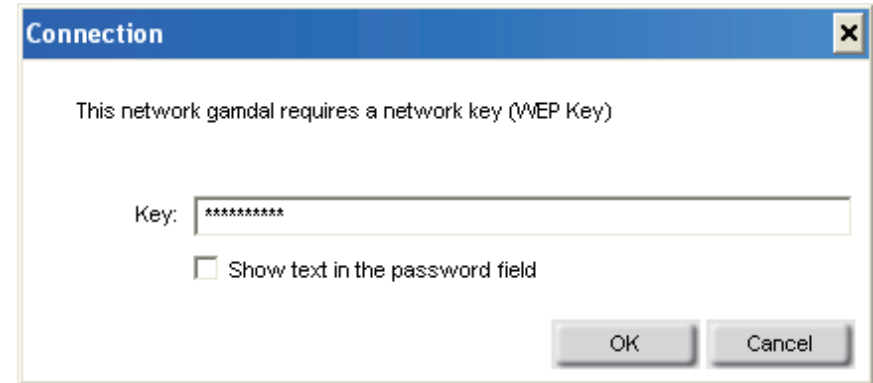 Connection
This network gamdal requires a network key (WEP Key)
Key: **********
Show text in the password field
OK Cancel